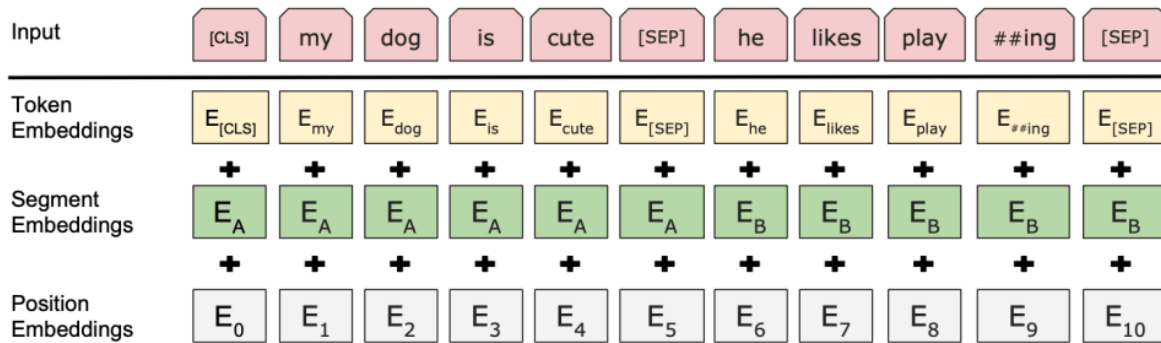 Input [CLS] my dog is cute [SEP] he likes play ##ing [SEP]
Token Embeddings E[CLS] Emy Edog Eis Ecute E[SEP] Ehe Elikes Eplay E##ing E[SEP]
+ + + + + + + + + + +
Segment Embeddings EA EA EA EA EA EA EB EB EB EB EB
+ + + + + + + + + + +
Position Embeddings E0 E1 E2 E3 E4 E5 E6 E7 E8 E9 E10